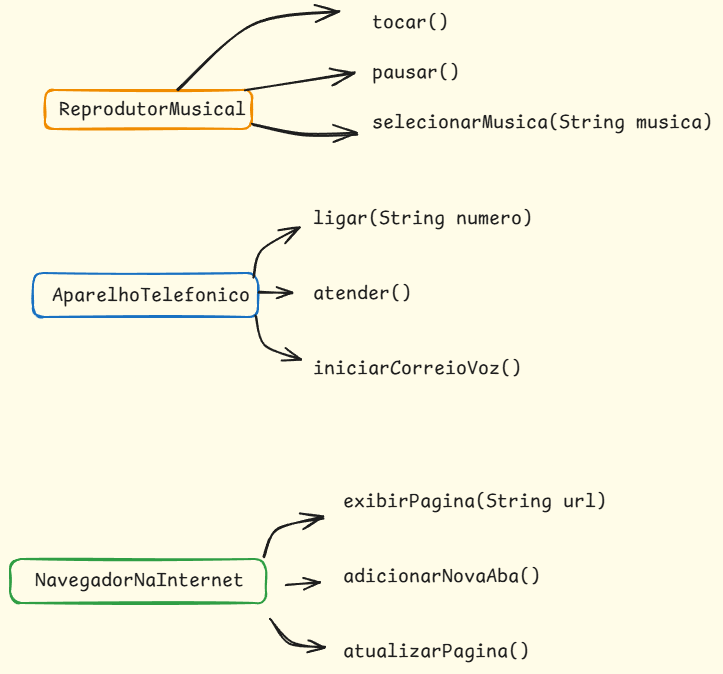 tocar()
pausar()
ReprodutorMusical
selecionarMusica(String musica)
ligar(String numero)
AparelhoTelefonico
atender()
iniciarCorreioVoz()
exibirPagina(String url)
NavegadorNaInternet
adicionarNovaAba()
atualizarPagina()